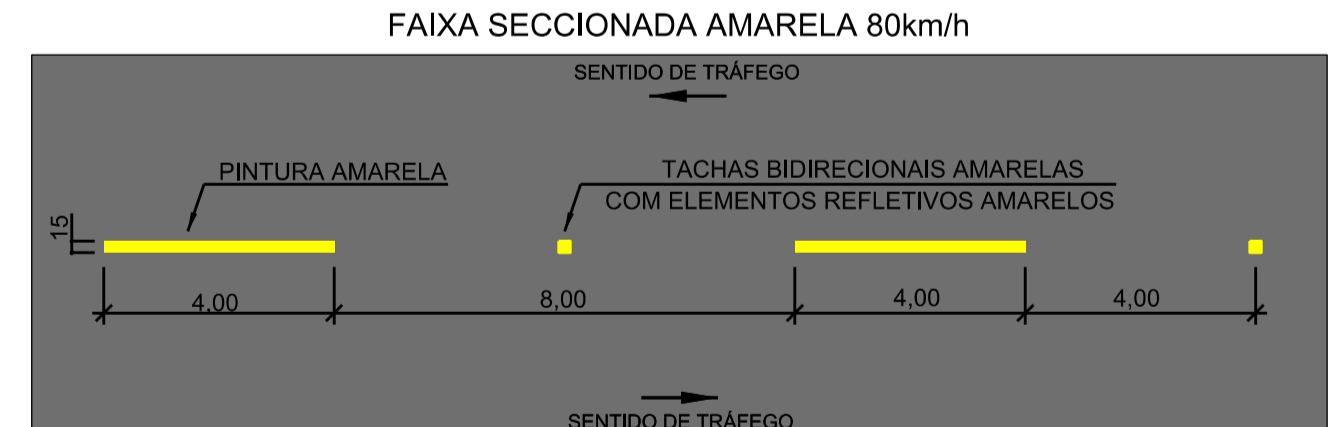 FAIXA SECCIONADA AMARELA 80km/h
SENTIDO DE TRÁFEGO
PINTURA AMARELA
TACHAS BIDIRECIONAIS AMARELAS
COM ELEMENTOS REFLETIVOS AMARELOS
15
4,00
8,00
4,00
4,00
SENTIDO DE TRÁFEGO